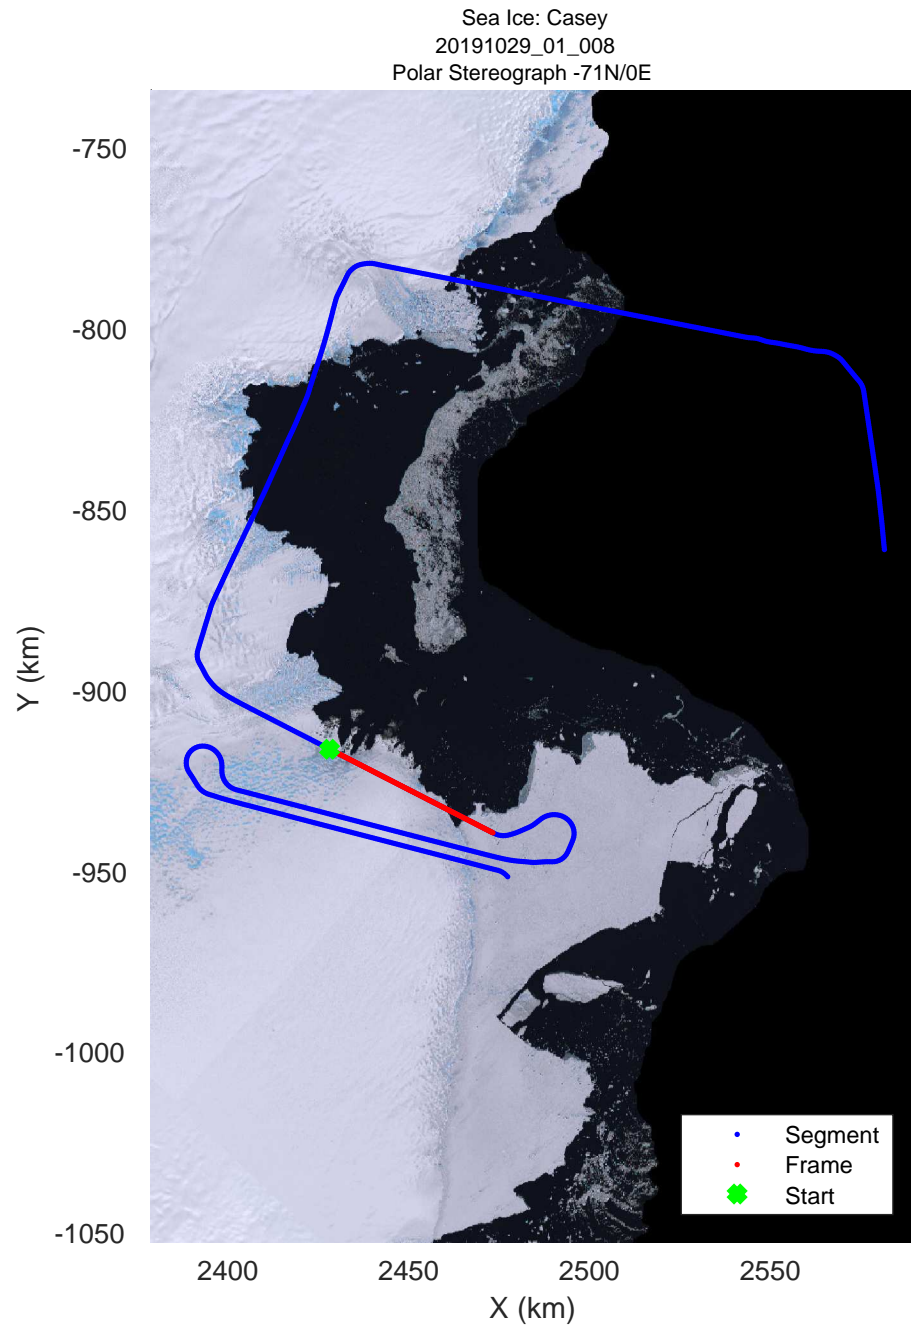 Sea Ice: Casey
20191029_01_008
Polar Stereograph -71N/0E
-750
-800
-850
-900
-950
-1000
-1050
Y (km)
2400 2450 2500 2550
X (km)
Segment
Frame
Start